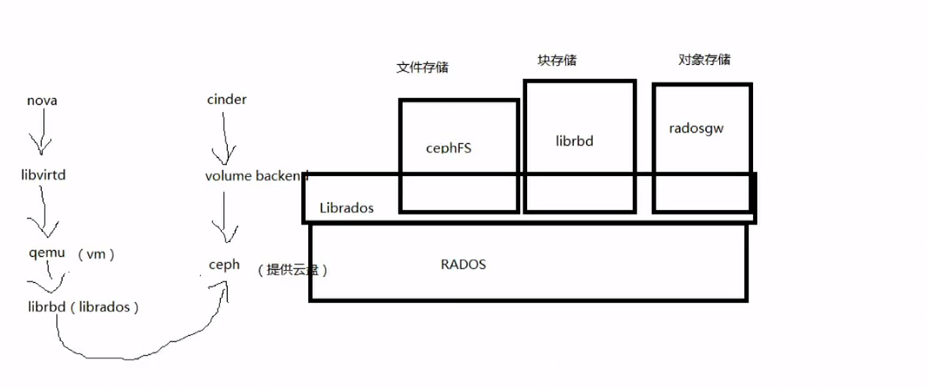 文件存储
块存储
对象存储
nova
cinder
cephFS
librbd
radosgw
libvirtd
volume backend
Librados
qemu （vm）
ceph （提供云盘）
RADOS
librbd（librados）